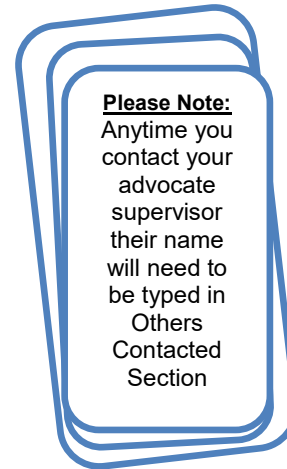 Please Note:
Anytime you
contact your
advocate
supervisor
their name
will need to
be typed in
Others
Contacted
Section